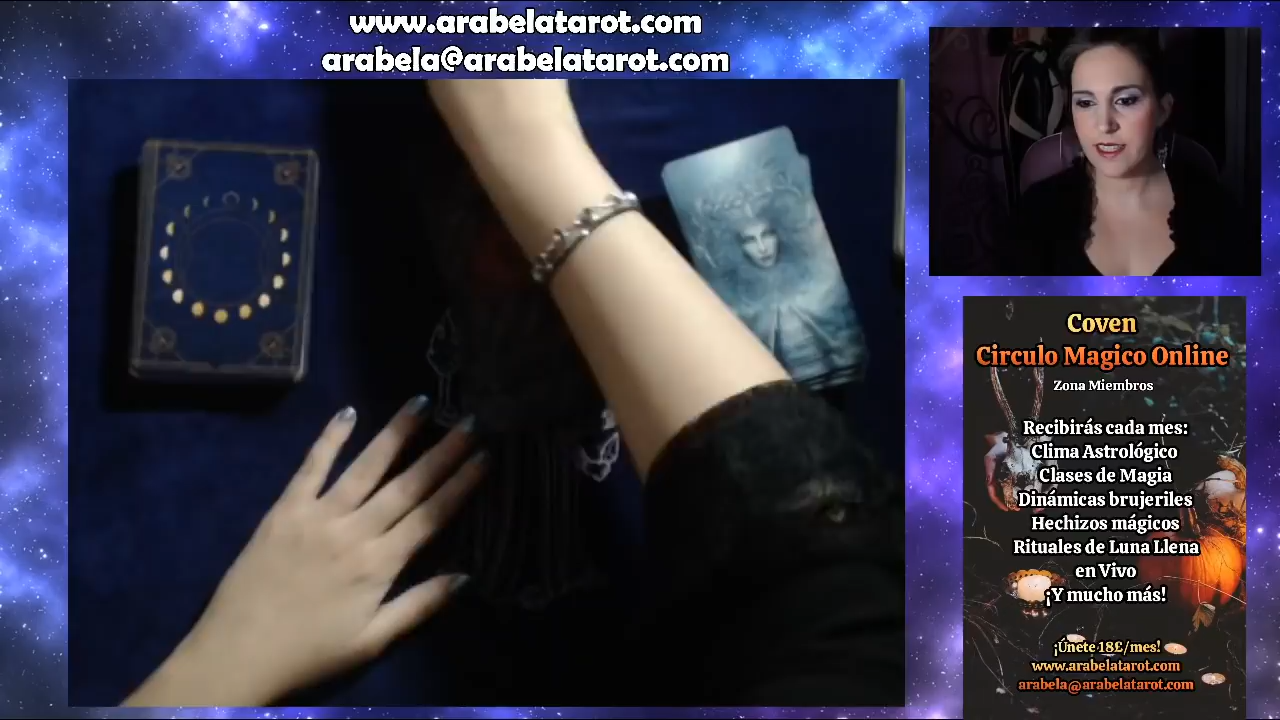 www.arabelatarot.com
arabela@arabelatarot.com
Coven
Circulo Magico Online
Zona Miembros
Recibirás cada mes:
Clima Astrológico
Clases de Magia
Dinámicas brujeriles
Hechizos mágicos
Rituales de Luna Llena
en Vivo
¡Y mucho más!
¡Únete 18£/mes!
www.arabelatarot.com
arabela@arabelatarot.com